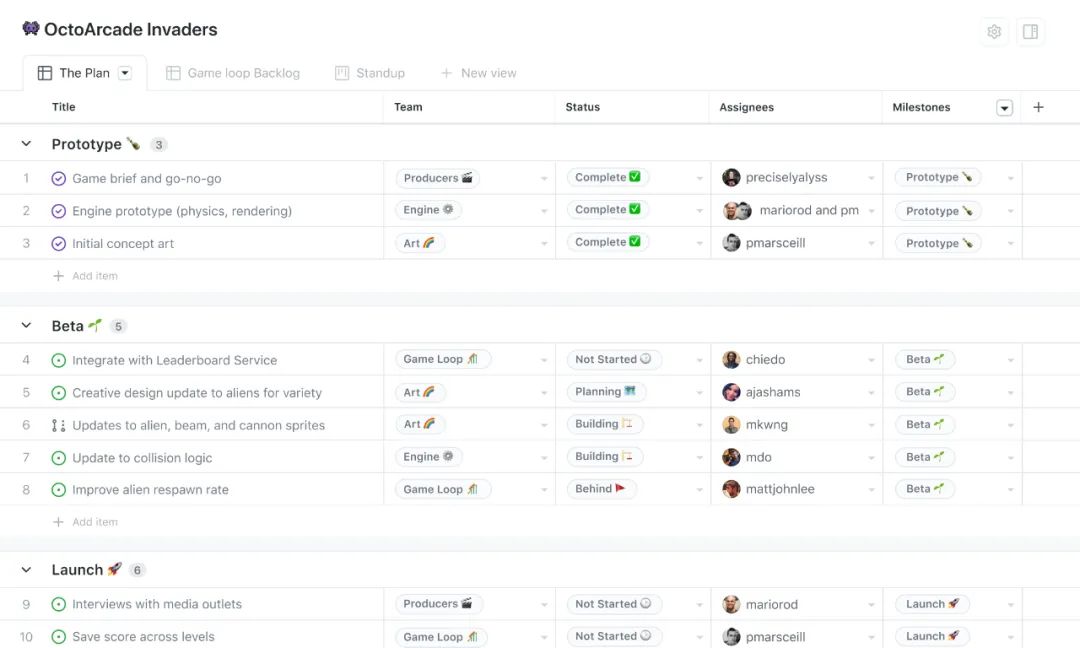 OctoArcade Invaders
The Plan Game loop Backlog Standup New view
Title Team Status Assignees Milestones
Prototype 3
1 Game brief and go-no-go Producers Complete preciselyalyss Prototype
2 Engine prototype (physics, rendering) Engine Complete mariorod and pm Prototype
3 Initial concept art Art Complete pmarsceill Prototype
Add item
Beta 5
4 Integrate with Leaderboard Service Game Loop Not Started chiedo Beta
5 Creative design update to aliens for variety Art Planning ajashams Beta
6 Updates to alien, beam, and cannon sprites Art Building mkwng Beta
7 Update to collision logic Engine Building mdo Beta
8 Improve alien respawn rate Game Loop Behind mattjohnlee Beta
Add item
Launch 6
9 Interviews with media outlets Producers Not Started mariorod Launch
10 Save score across levels Game Loop Not Started pmarsceill Launch